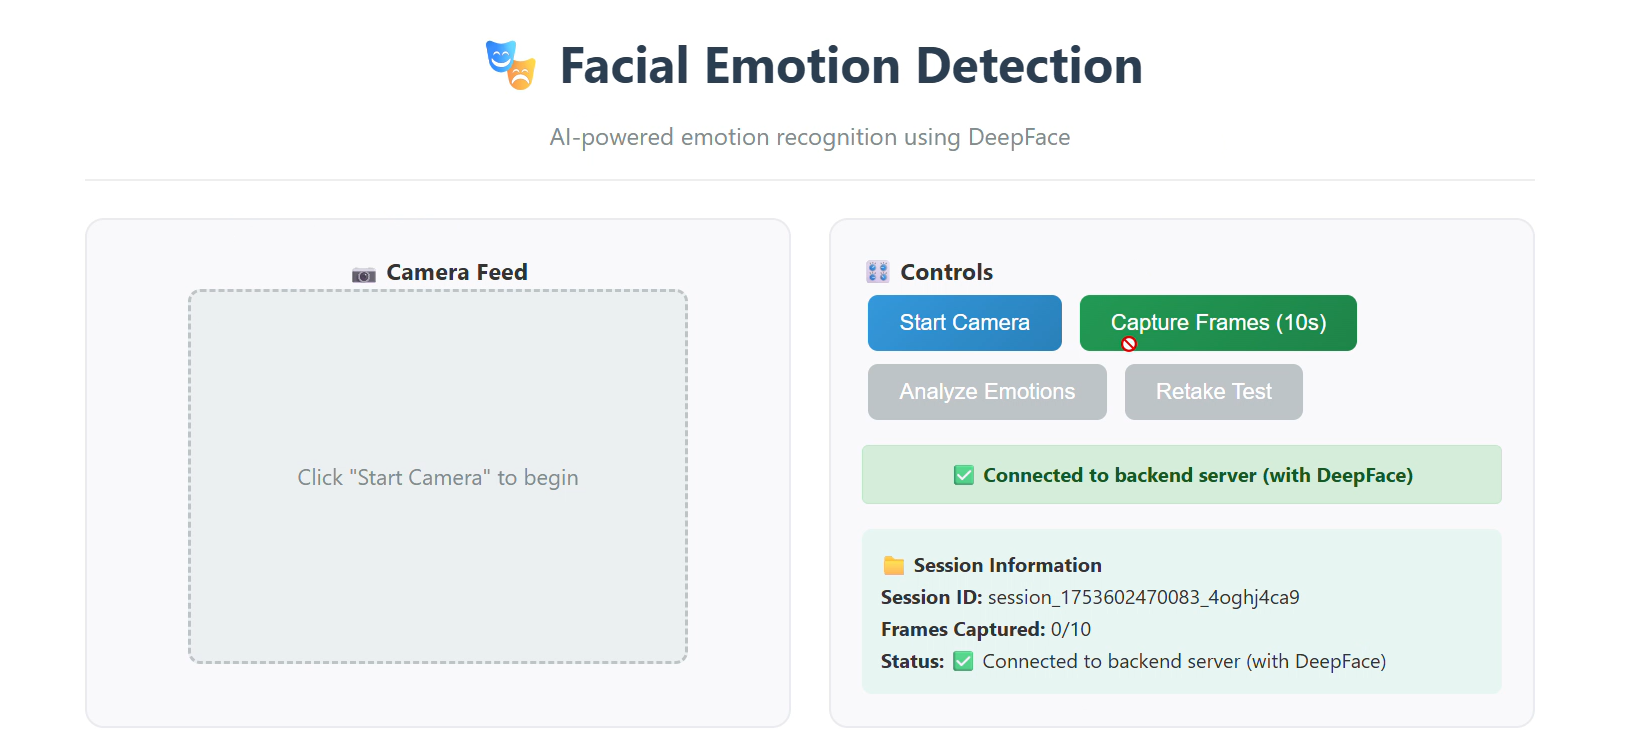 Facial Emotion Detection
AI-powered emotion recognition using DeepFace
Camera Feed
Click "Start Camera" to begin
Controls
Start Camera
Capture Frames (10s)
Analyze Emotions
Retake Test
Connected to backend server (with DeepFace)
Session Information
Session ID: session_1753602470083_4oghj4ca9
Frames Captured: 0/10
Status: ✅ Connected to backend server (with DeepFace)